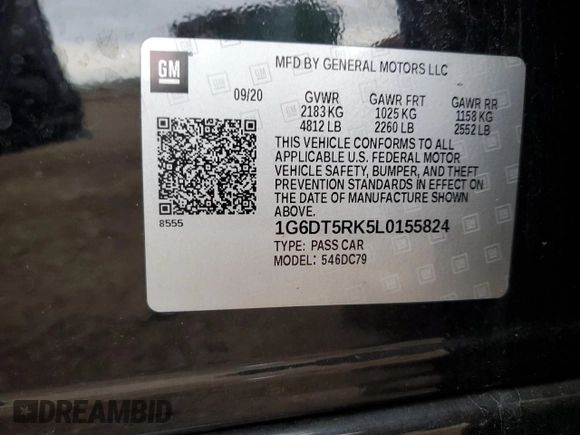 GM
MFD BY GENERAL MOTORS LLC
09/20 GVWR GAWR FRT GAWR RR
2183 KG 1025 KG 1158 KG
4812 LB 2260 LB 2552 LB
THIS VEHICLE CONFORMS TO ALL
APPLICABLE U.S. FEDERAL MOTOR
VEHICLE SAFETY, BUMPER, AND THEFT
PREVENTION STANDARDS IN EFFECT ON
THE DATE OF MANUFACTURE SHOWN
ABOVE.
8555
1G6DT5RK5L0155824
TYPE: PASS CAR
MODEL: 546DC79
DREAMBID